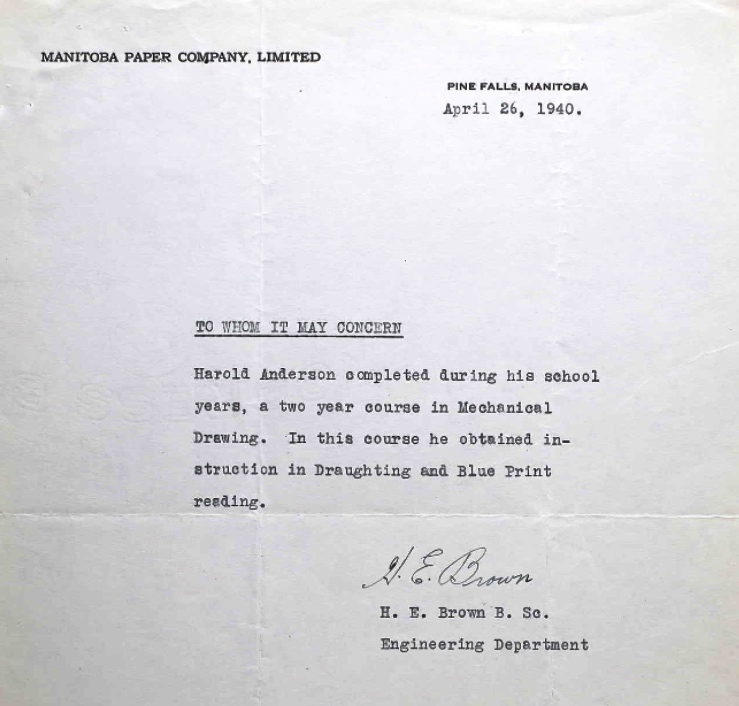 MANITOBA PAPER COMPANY, LIMITED
PINE FALLS, MANITOBA
April 26, 1940.
TO WHOM IT MAY CONCERN
Harold Anderson completed during his school
years, a two year course in Mechanical
Drawing. In this course he obtained in-
struction in Draughting and Blue Print
reading.
H. E. Brown
H. E. Brown B. Sc.
Engineering Department